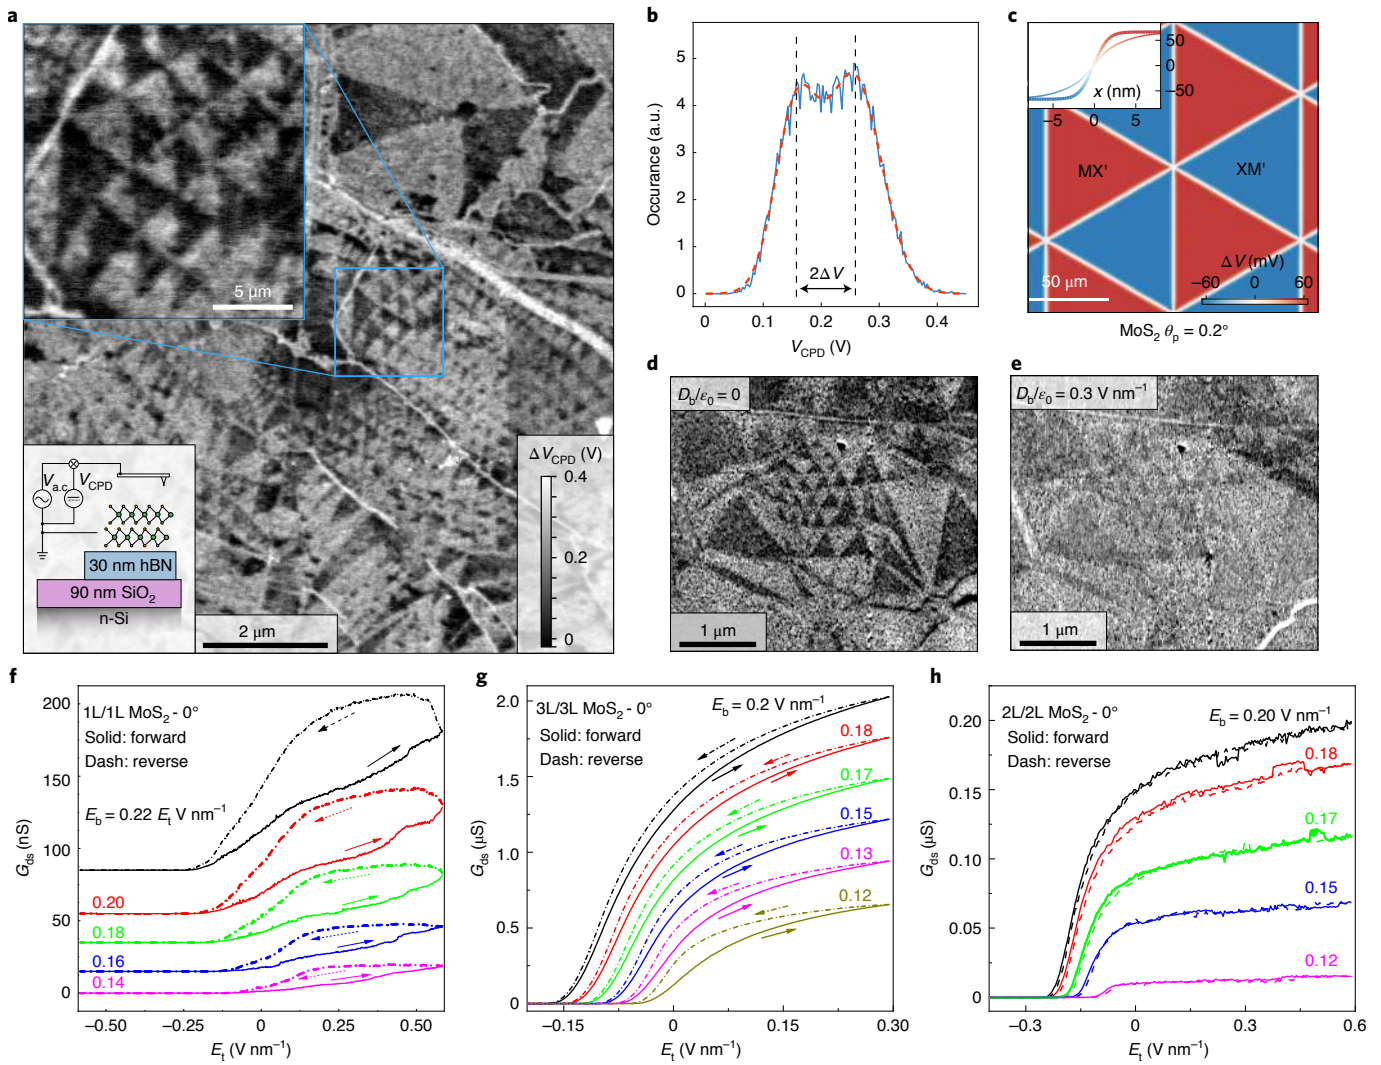 a
5 μm
V a.c
V CPD
30 nm hBN
90 nm SiO2
n-Si
2 μm
ΔV CPD (V)
0.4
0.2
0
b
Occurance (a.u.)
5
4
3
2
1
0
2ΔV
0
0.1
0.2
0.3
0.4
V CPD (V)
c
50
0
−50
x (nm)
−5
0
5
MX'
XM'
ΔV (mV)
−60
0
60
50 μm
MoS2 θp = 0.2°
d
Db/ε0 = 0
1 μm
e
Db/ε0 = 0.3 V nm−1
1 μm
f
200
150
100
50
0
Gds (nS)
1L/1L MoS2 - 0°
Solid: forward
Dash: reverse
Eb = 0.22 Et V nm−1
0.20
0.18
0.16
0.14
−0.50
−0.25
0
0.25
0.50
Et (V nm−1)
g
2.0
1.5
1.0
0.5
0
Gds (μS)
3L/3L MoS2 - 0°
Solid: forward
Dash: reverse
Eb = 0.2 V nm−1
0.18
0.17
0.15
0.13
0.12
−0.15
0
0.15
0.30
Et (V nm−1)
h
0.20
0.15
0.10
0.05
0
Gds (μS)
2L/2L MoS2 - 0°
Solid: forward
Dash: reverse
Eb = 0.20 V nm−1
0.18
0.17
0.15
0.12
−0.3
0
0.3
0.6
Et (V nm−1)